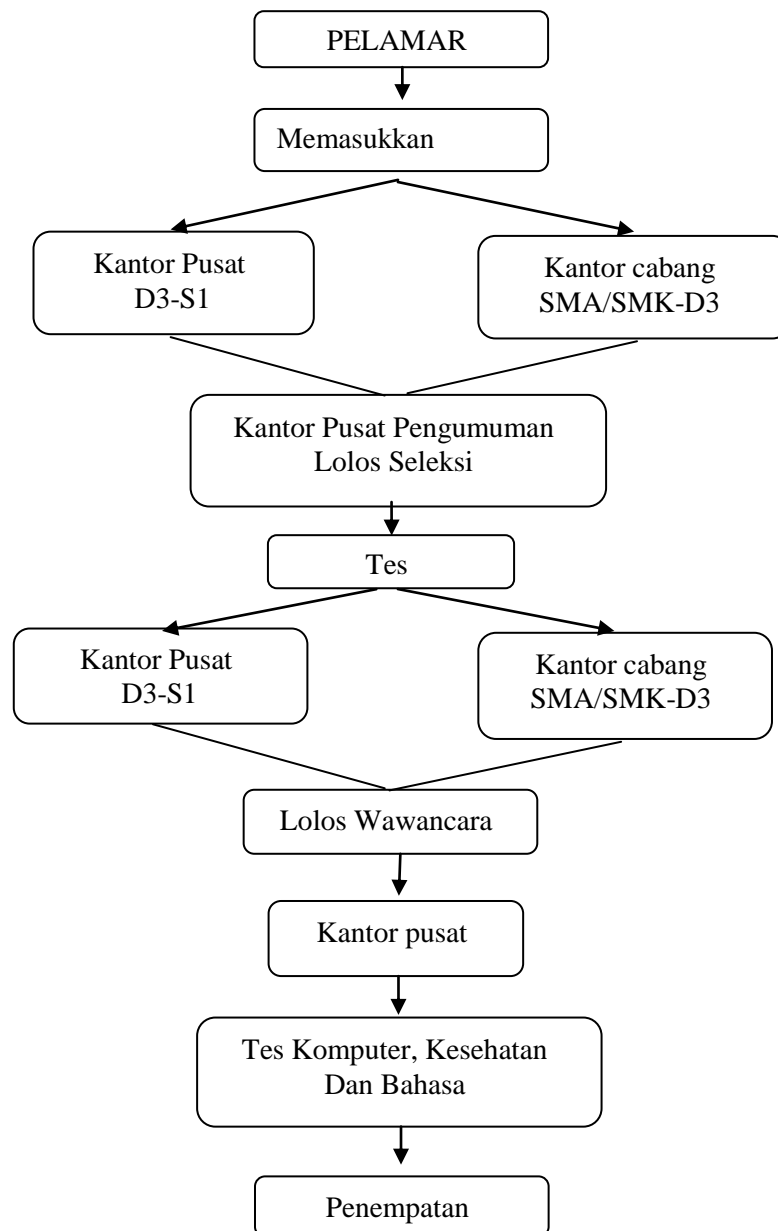 PELAMAR
Memasukkan
Kantor Pusat
D3-S1
Kantor cabang
SMA/SMK-D3
Kantor Pusat Pengumuman
Lolos Seleksi
Tes
Kantor Pusat
D3-S1
Kantor cabang
SMA/SMK-D3
Lolos Wawancara
Kantor pusat
Tes Komputer, Kesehatan
Dan Bahasa
Penempatan